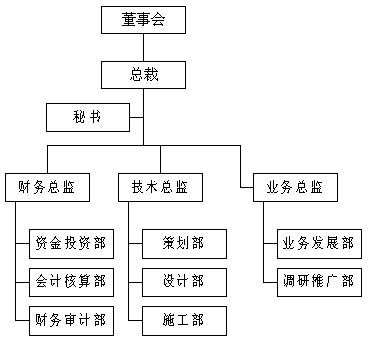 董事会
总裁
秘书
财务总监
技术总监
业务总监
资金投资部
策划部
业务发展部
会计核算部
设计部
调研推广部
财务审计部
施工部